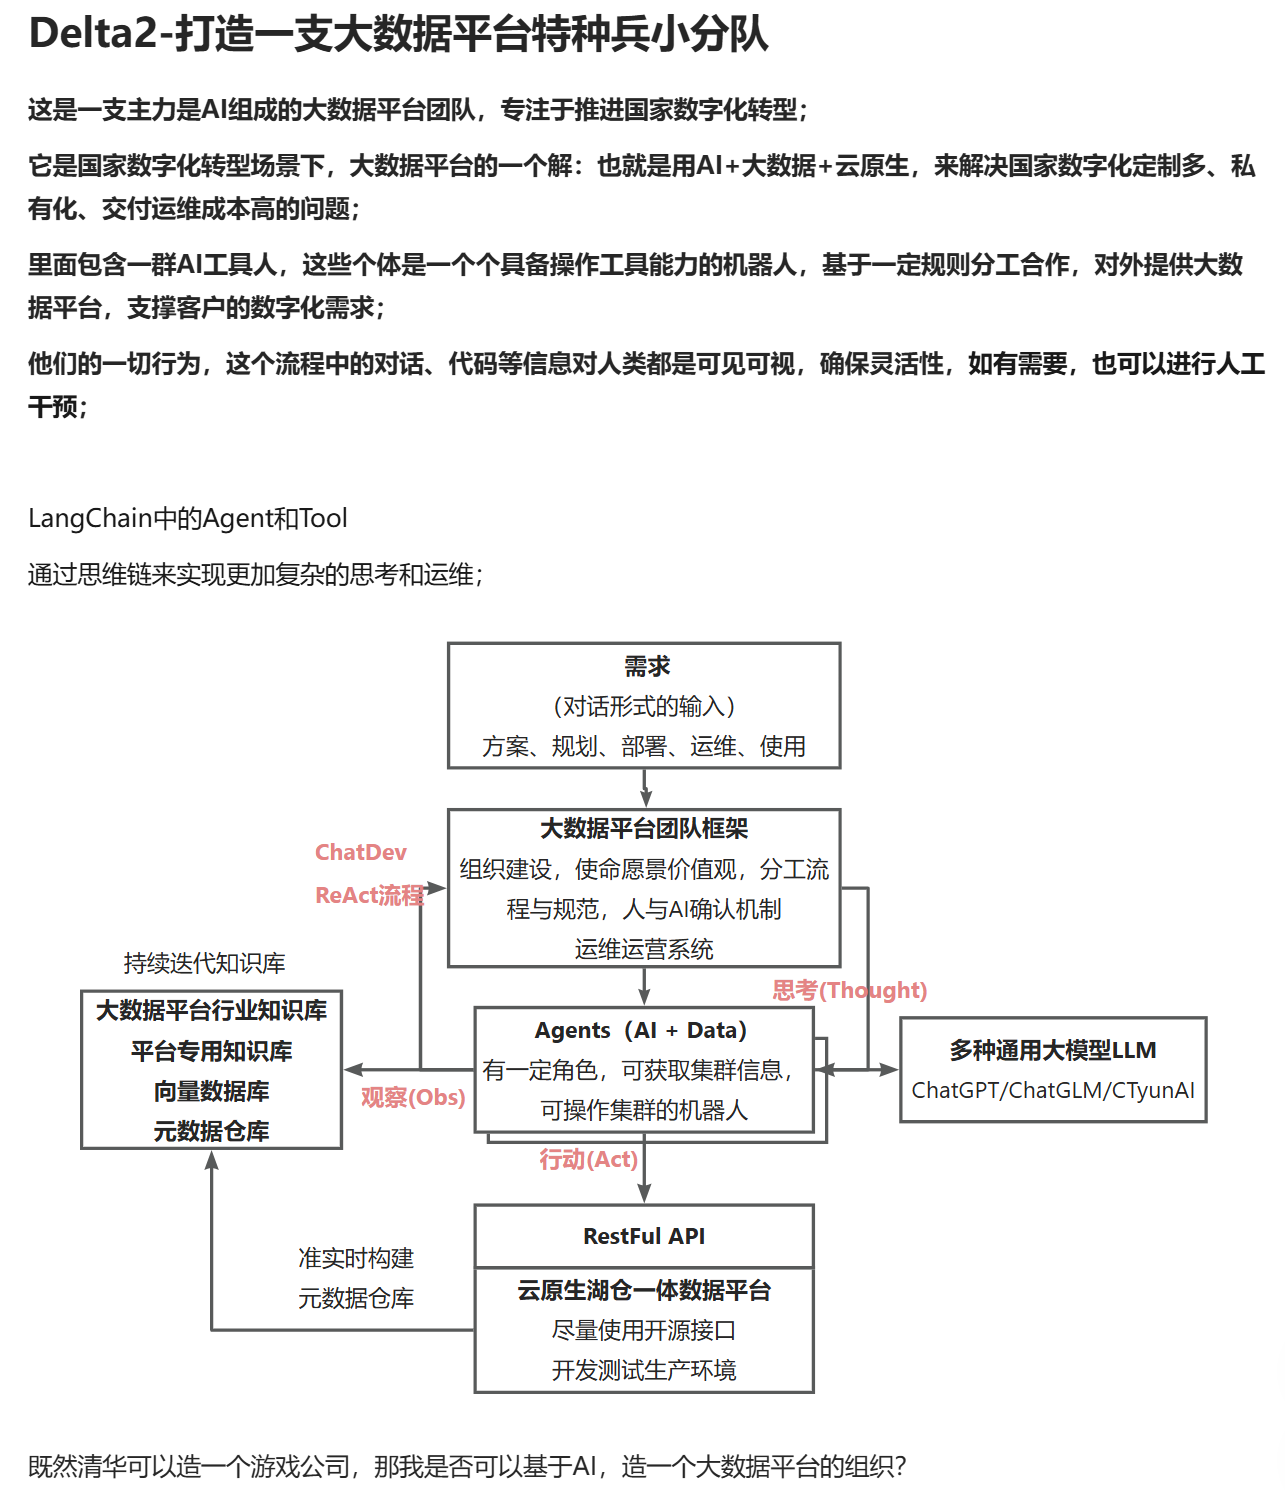 Delta2-打造一支大数据平台特种兵小分队
这是一支主力是AI组成的大数据平台团队，专注于推进国家数字化转型；
它是国家数字化转型场景下，大数据平台的一个解：也就是用AI+大数据+云原生，来解决国家数字化定制多、私
有化、交付运维成本高的问题；
里面包含一群AI工具人，这些个体是一个个具备操作工具能力的机器人，基于一定规则分工合作，对外提供大数
据平台，支撑客户的数字化需求；
他们的一切行为，这个流程中的对话、代码等信息对人类都是可见可视，确保灵活性，如有需要，也可以进行人工
干预；
LangChain中的Agent和Tool
通过思维链来实现更加复杂的思考和运维；
需求
（对话形式的输入）
方案、规划、部署、运维、使用
大数据平台团队框架
组织建设，使命愿景价值观，分工流
程与规范，人与AI确认机制
运维运营系统
ChatDev
ReAct流程
持续迭代知识库
大数据平台行业知识库
平台专用知识库
向量数据库
元数据仓库
思考(Thought)
Agents（AI + Data）
有一定角色，可获取集群信息，
可操作集群的机器人
多种通用大模型LLM
ChatGPT/ChatGLM/CTyunAI
观察(Obs)
行动(Act)
RestFul API
云原生湖仓一体数据平台
尽量使用开源接口
开发测试生产环境
准实时构建
元数据仓库
既然清华可以造一个游戏公司，那我是否可以基于AI，造一个大数据平台的组织？